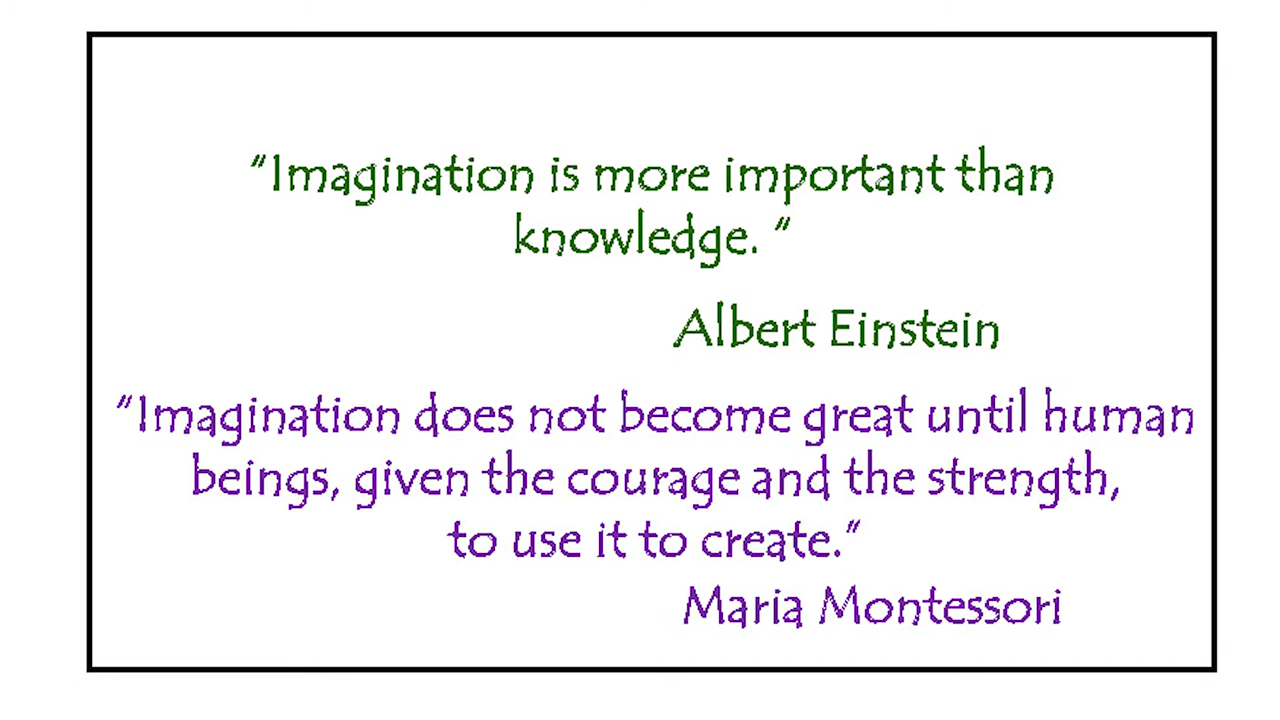 “Imagination is more important than
knowledge. ”
Albert Einstein
“Imagination does not become great until human
beings, given the courage and the strength,
to use it to create.”
Maria Montessori